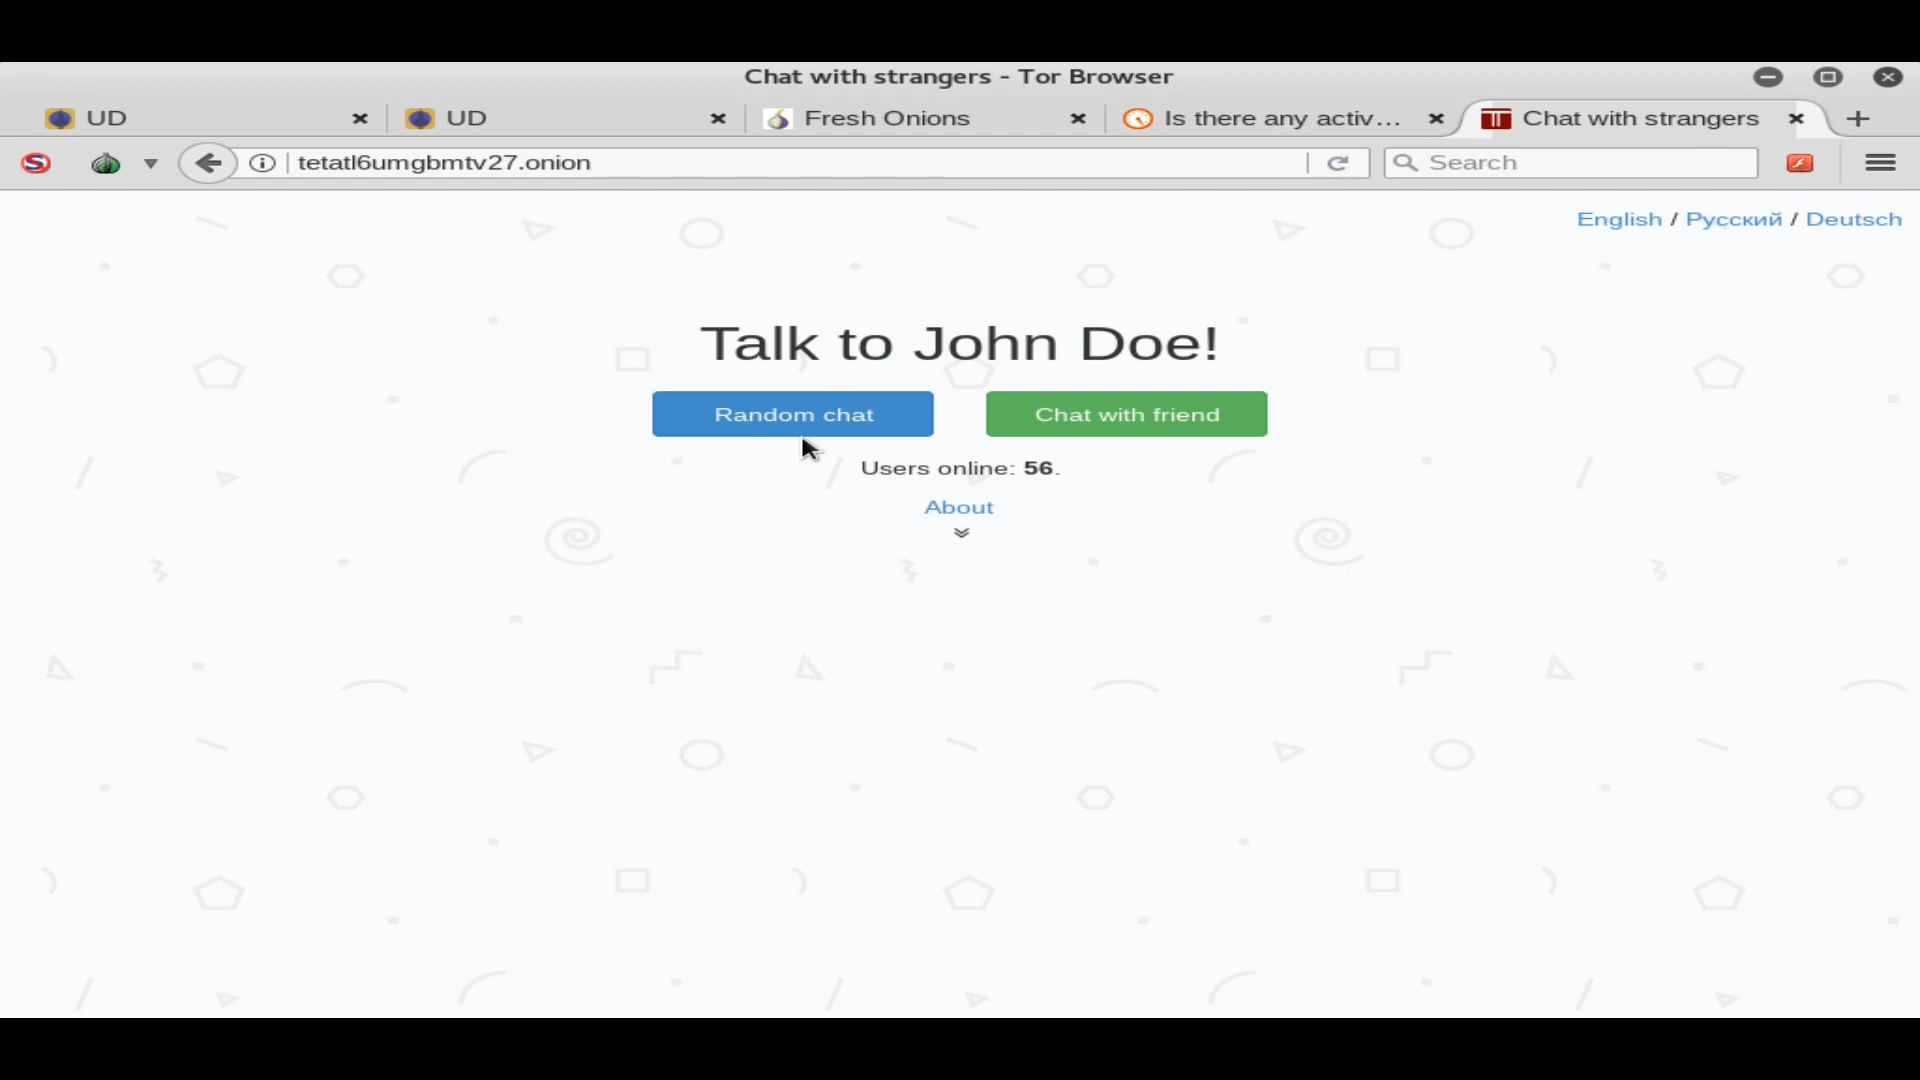 Chat with strangers - Tor Browser
UD
UD
Fresh Onions
Is there any activ...
Chat with strangers
tetatl6umgbmtv27.onion
Search
English / Русский / Deutsch
Talk to John Doe!
Random chat
Chat with friend
Users online: 56.
About